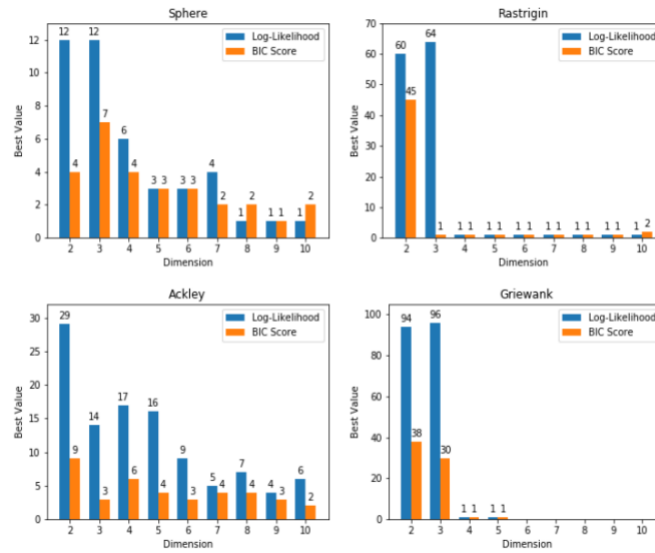 Sphere
Log-Likelihood
BIC Score
Best Value
12
10
8
6
4
2
0
12 4 12 7 6 4 3 3 3 3 4 2 1 2 1 1 1 2
2 3 4 5 6 7 8 9 10
Dimension
Rastrigin
Log-Likelihood
BIC Score
Best Value
70
60
50
40
30
20
10
0
60 45 64 1 1 1 1 1 1 1 1 1 1 1 1 1 1 2
2 3 4 5 6 7 8 9 10
Dimension
Ackley
Log-Likelihood
BIC Score
Best Value
30
25
20
15
10
5
0
29 9 14 3 17 6 16 4 9 3 5 4 7 4 4 3 6 2
2 3 4 5 6 7 8 9 10
Dimension
Griewank
Log-Likelihood
BIC Score
Best Value
100
80
60
40
20
0
94 38 96 30 1 1 1 1
2 3 4 5 6 7 8 9 10
Dimension